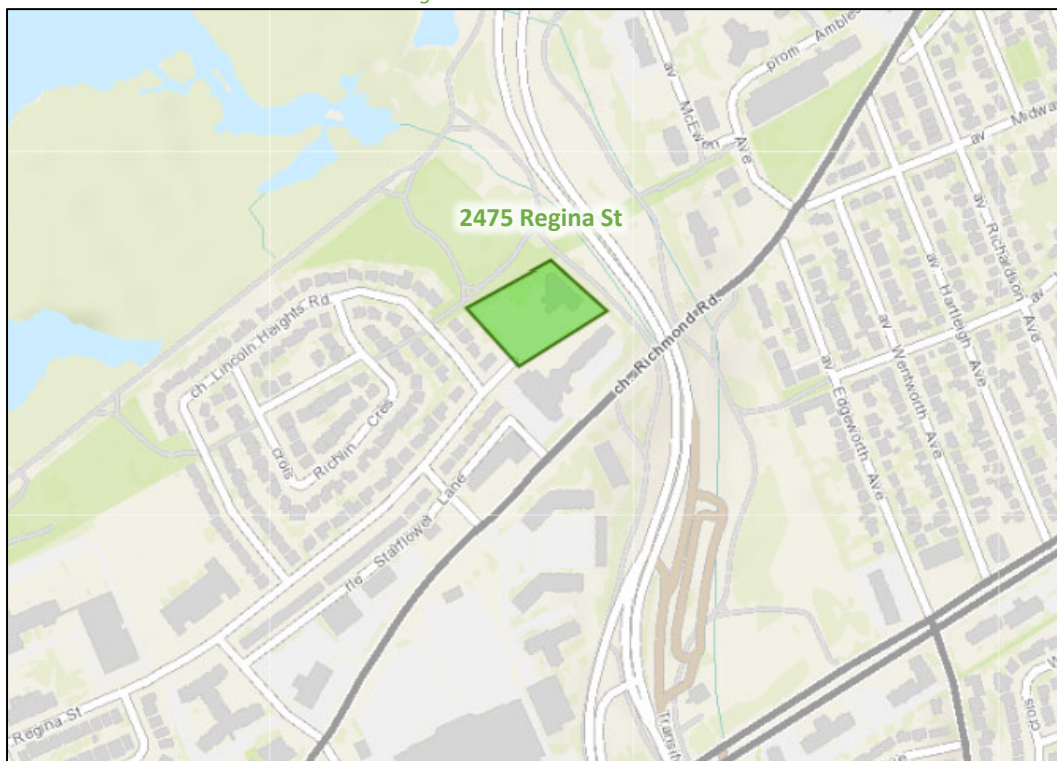 prom Ambles
av
McEwen
Ave
Midwa
av
av
Richardson Ave
av
Hartleigh Ave
av
Wentworth Ave
av
Edgeworth Ave
2475 Regina St
ch Richmond Rd.
ch Lincoln Heights Rd
crois
Richlin Cres
rle Starflower Lane
Regina St
Transit
crois